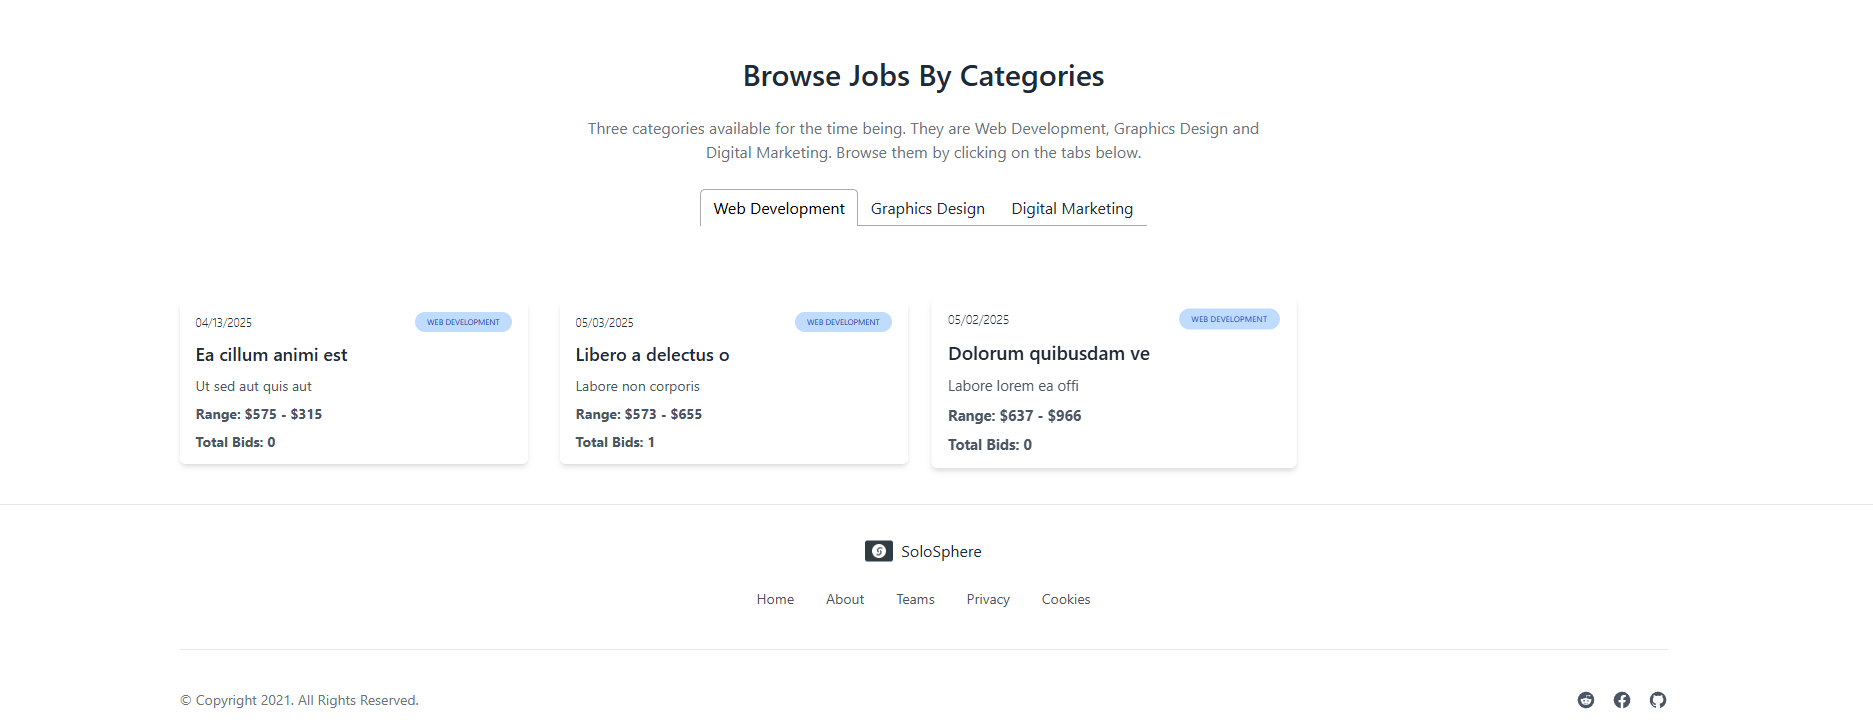 Browse Jobs By Categories
Three categories available for the time being. They are Web Development, Graphics Design and
Digital Marketing. Browse them by clicking on the tabs below.
Web Development Graphics Design Digital Marketing
04/13/2025 WEB DEVELOPMENT
Ea cillum animi est
Ut sed aut quis aut
Range: $575 - $315
Total Bids: 0
05/03/2025 WEB DEVELOPMENT
Libero a delectus o
Labore non corporis
Range: $573 - $655
Total Bids: 1
05/02/2025 WEB DEVELOPMENT
Dolorum quibusdam ve
Labore lorem ea offi
Range: $637 - $966
Total Bids: 0
SoloSphere
Home About Teams Privacy Cookies
© Copyright 2021. All Rights Reserved.